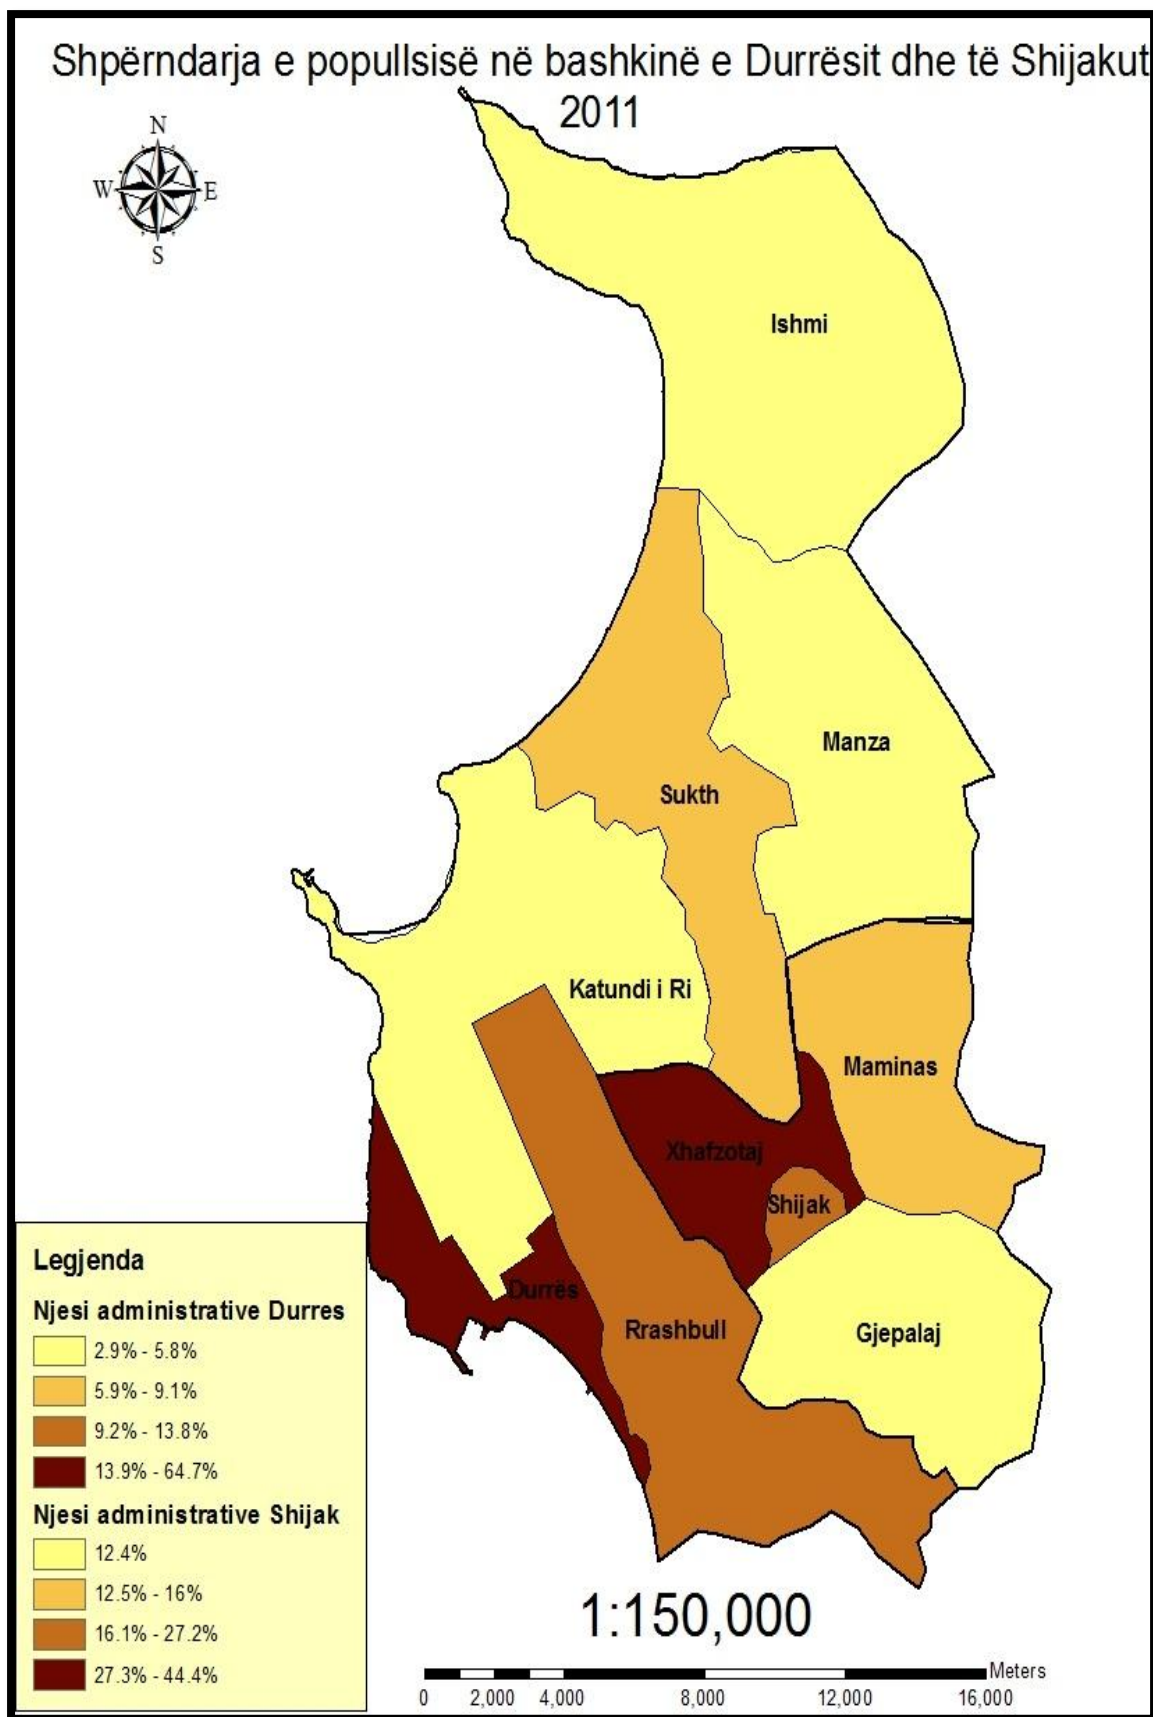 Shpërndarja e popullsisë në bashkinë e Durrësit dhe të Shijakut
2011
N
W E
S
Ishmi
Manza
Sukth
Katundi i Ri
Maminas
Xhafzotaj
Shijak
Durrës
Rrashbull
Gjepalaj
Legjenda
Njesi administrative Durres
2.9% - 5.8%
5.9% - 9.1%
9.2% - 13.8%
13.9% - 64.7%
Njesi administrative Shijak
12.4%
12.5% - 16%
16.1% - 27.2%
27.3% - 44.4%
1:150,000
Meters
0 2,000 4,000 8,000 12,000 16,000